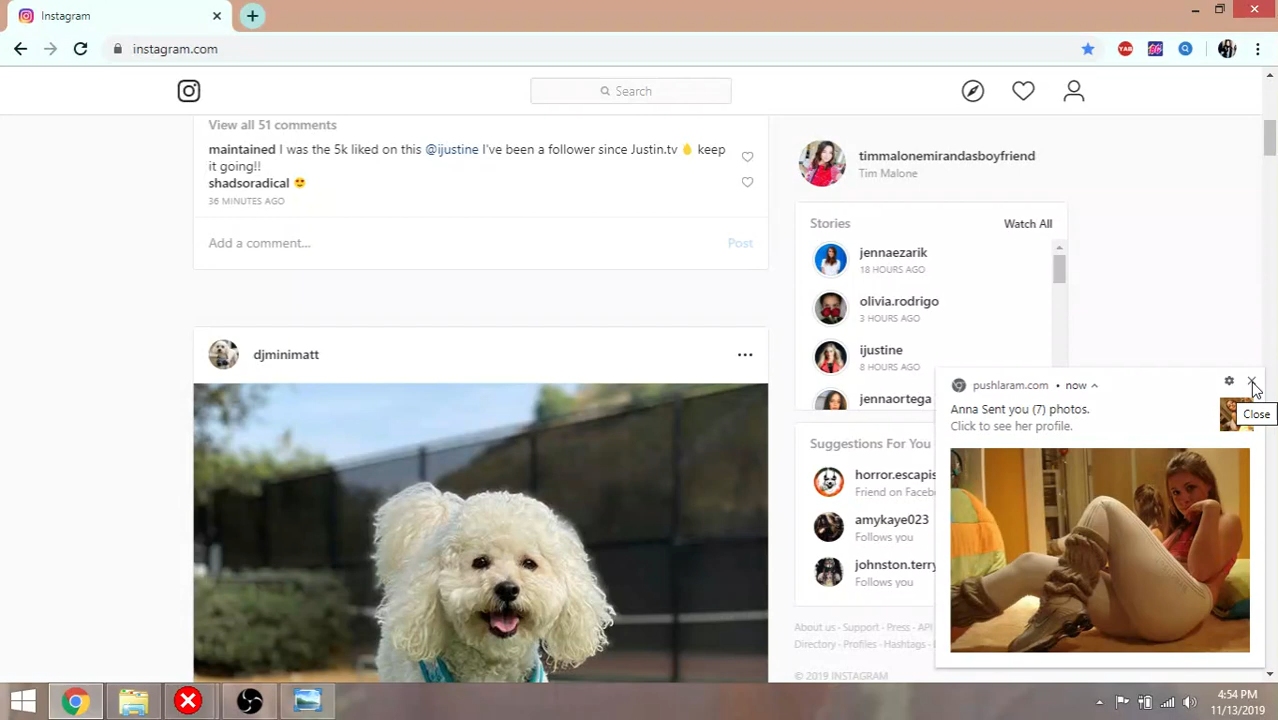 Instagram
instagram.com
YAB
Search
View all 51 comments
maintained I was the 5k liked on this @ijustine I've been a follower since Justin.tv keep
it going!!
shadsoradical
36 MINUTES AGO
Add a comment...
Post
djminimatt
timmalonemirandasboyfriend
Tim Malone
Stories
Watch All
jennaezarik
18 HOURS AGO
olivia.rodrigo
3 HOURS AGO
ijustine
8 HOURS AGO
jennaortega
Suggestions For You
horror.escapis
Friend on Facebo
amykaye023
Follows you
johnston.terry
Follows you
About us · Support · Press · API
Directory · Profiles · Hashtags ·
© 2019 INSTAGRAM
pushlaram.com • now
Anna Sent you (7) photos.
Click to see her profile.
Close
4:54 PM
11/13/2019